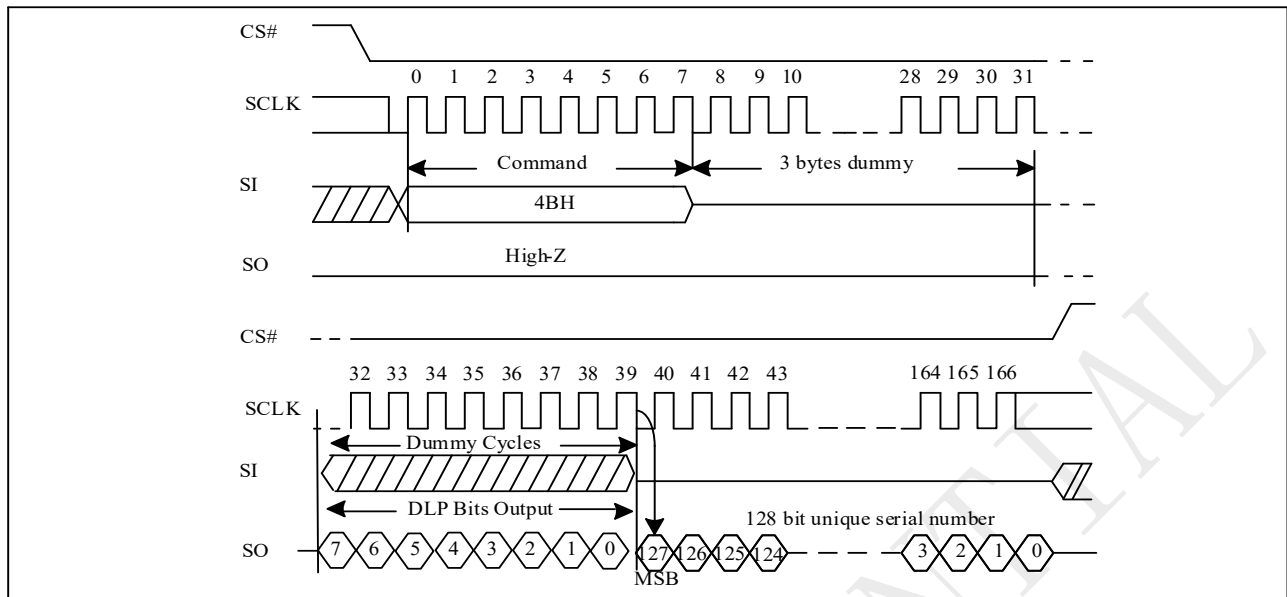 CS#
0 1 2 3 4 5 6 7 8 9 10 28 29 30 31
SCLK
Command 3 bytes dummy
SI
4BH
High-Z
SO
CS#
32 33 34 35 36 37 38 39 40 41 42 43 164 165 166
SCLK
Dummy Cycles
SI
DLP Bits Output 128 bit unique serial number
SO 7 6 5 4 3 2 1 0 127 126 125 124 3 2 1 0
MSB